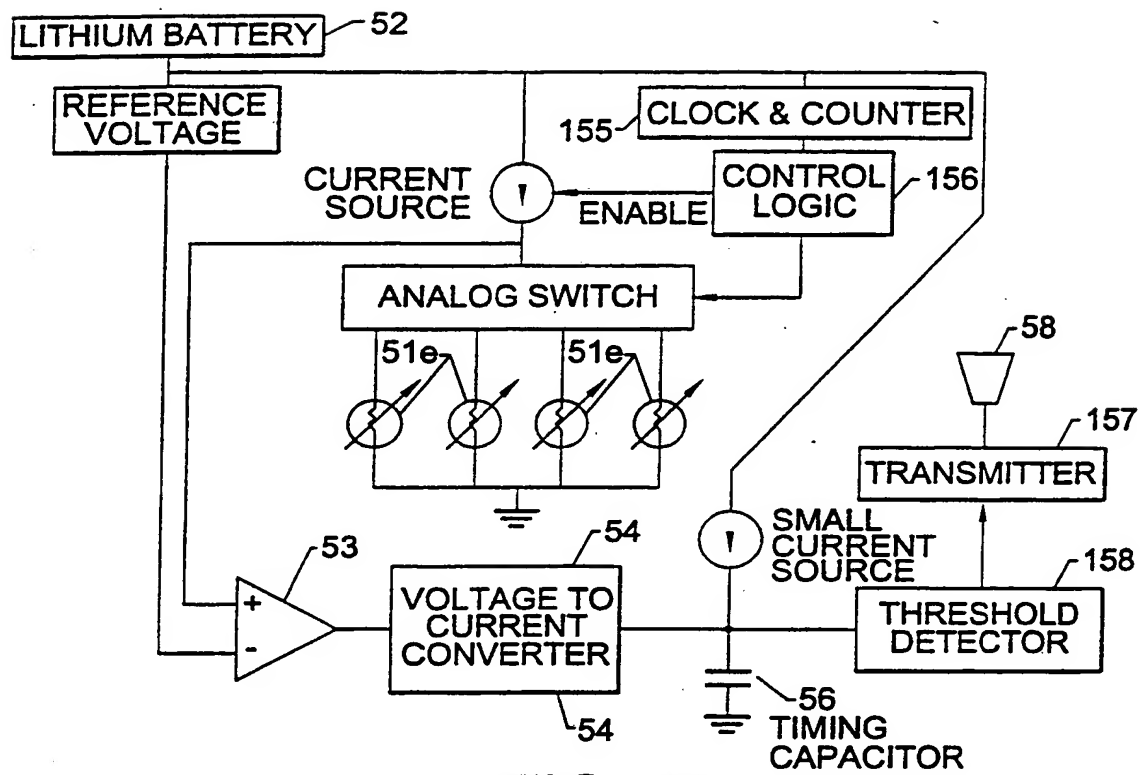 LITHIUM BATTERY
52
REFERENCE
VOLTAGE
155
CLOCK & COUNTER
CURRENT
SOURCE
ENABLE
CONTROL
LOGIC
156
ANALOG SWITCH
51e
51e
58
157
TRANSMITTER
53
+
-
54
VOLTAGE TO
CURRENT
CONVERTER
54
SMALL
CURRENT
SOURCE
158
THRESHOLD
DETECTOR
56
TIMING
CAPACITOR